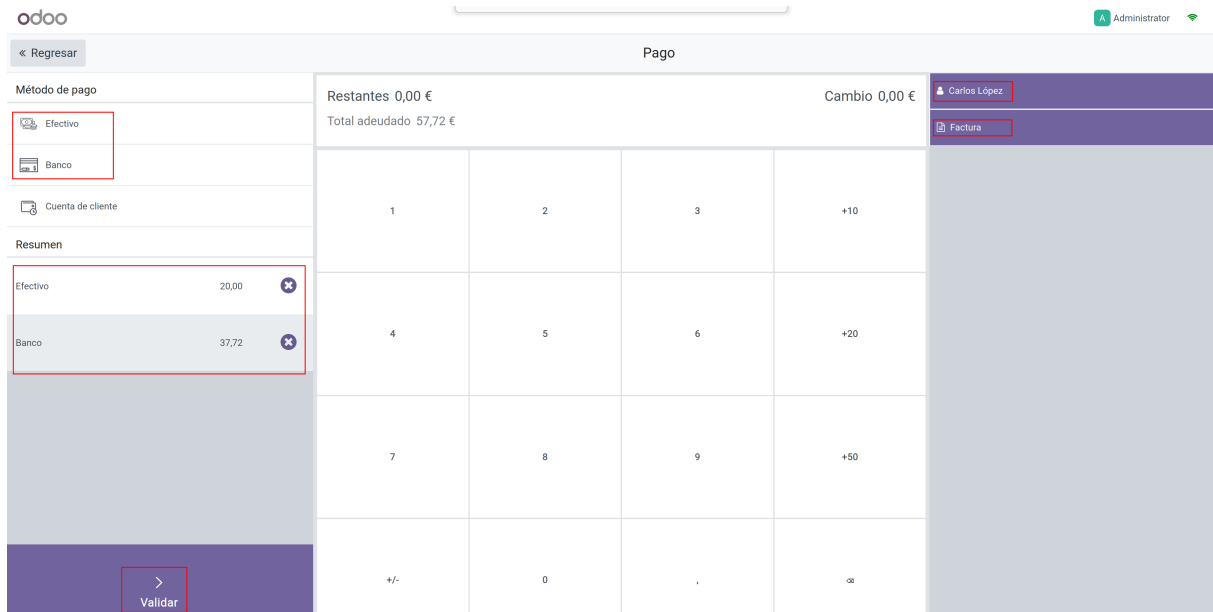 odoo
A Administrator
« Regresar
Pago
Método de pago
Efectivo
Banco
Cuenta de cliente
Resumen
Efectivo 20,00
Banco 37,72
Validar
Restantes 0,00 €
Cambio 0,00 €
Total adeudado 57,72 €
1 2 3 +10
4 5 6 +20
7 8 9 +50
+/- 0 ,
Carlos López
Factura